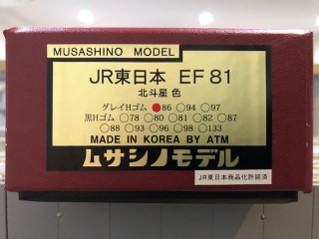 MUSASHINO MODEL
JR東日本 EF81
北斗星色
グレイHゴム ●86 ○94 ○97
黒Hゴム ○78 ○80 ○81 ○82 ○87
○88 ○93 ○96 ○98 ○133
MADE IN KOREA BY ATM
ムサシノモデル
JR東日本商品化許諾済